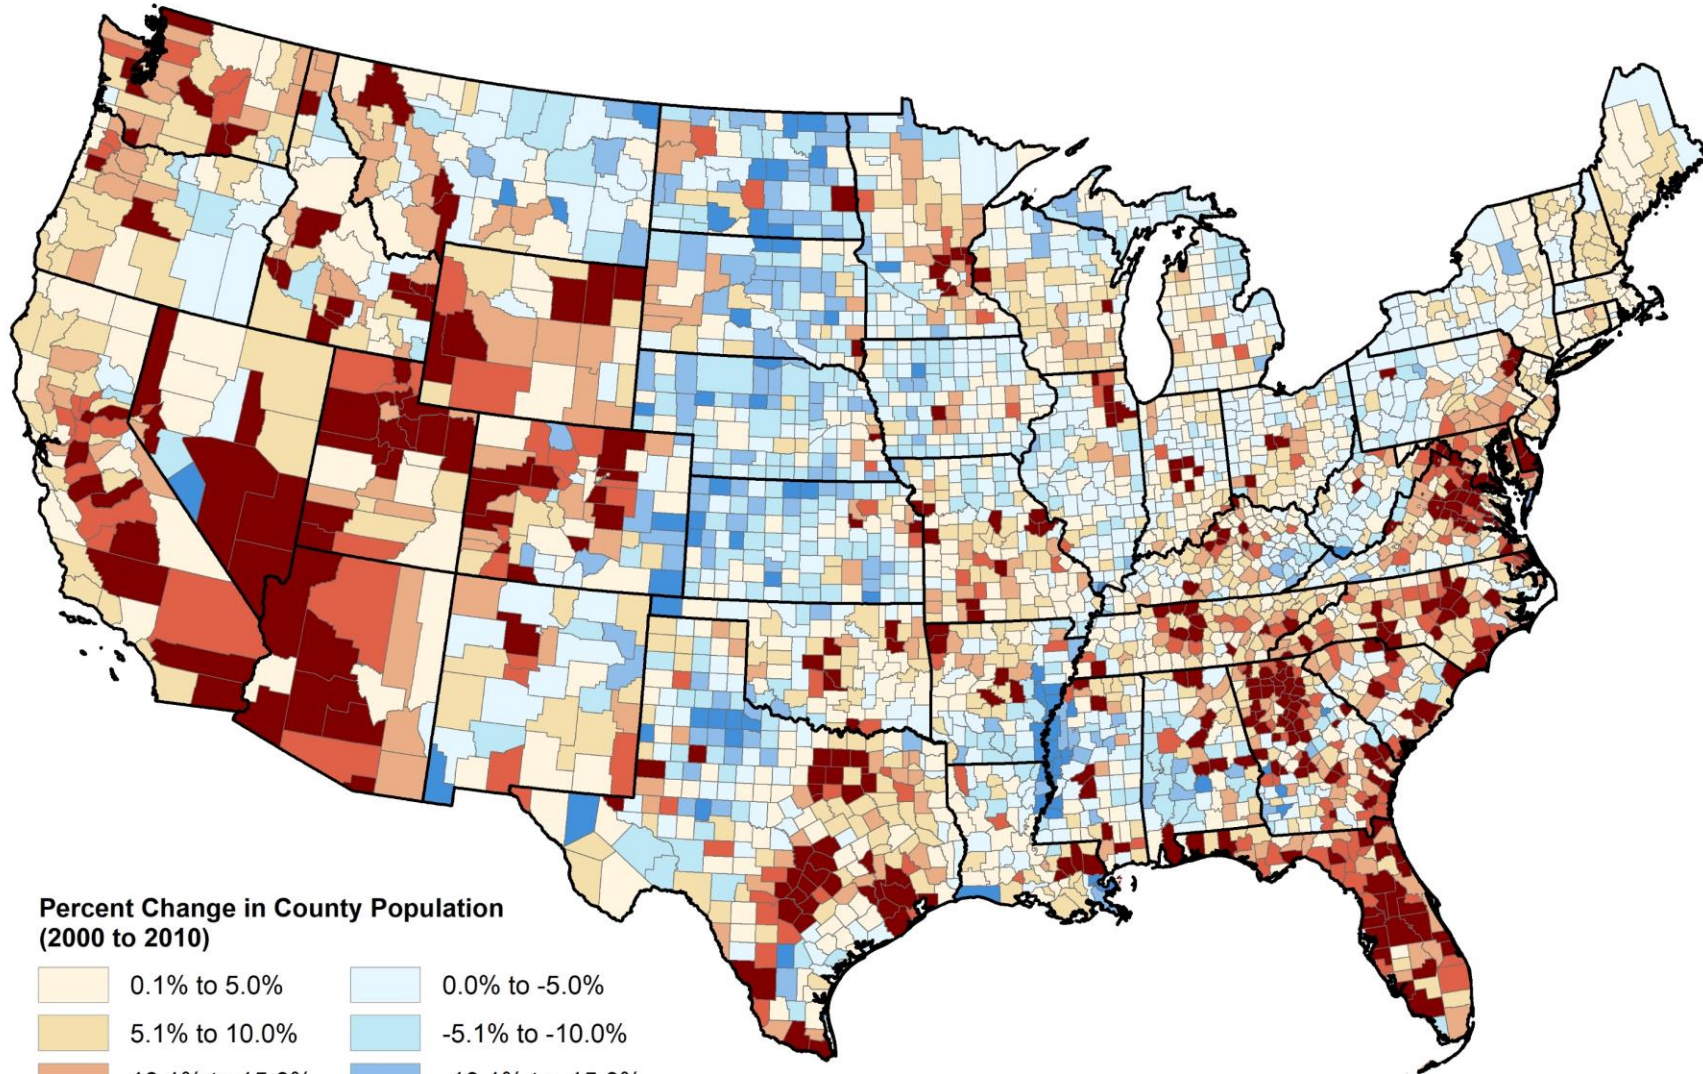 Percent Change in County Population
(2000 to 2010)
0.1% to 5.0%
0.0% to -5.0%
5.1% to 10.0%
-5.1% to -10.0%